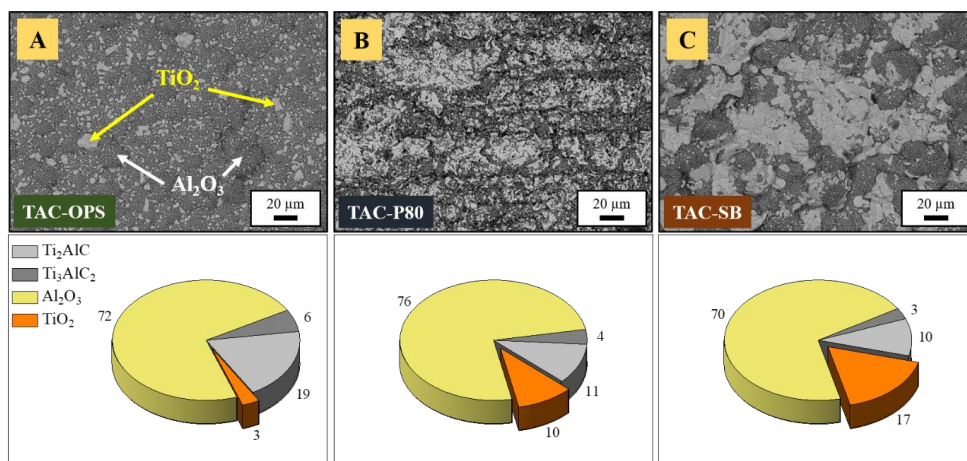 A
TiO₂
Al₂O₃
TAC-OPS
20 µm
B
TAC-P80
20 µm
C
TAC-SB
20 µm
Ti₂AlC
Ti₃AlC₂
Al₂O₃
TiO₂
72
6
19
3
76
4
11
10
70
3
10
17